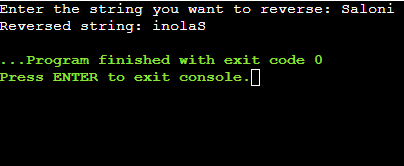 Enter the string you want to reverse: Saloni
Reversed string: inolaS
...Program finished with exit code 0
Press ENTER to exit console.